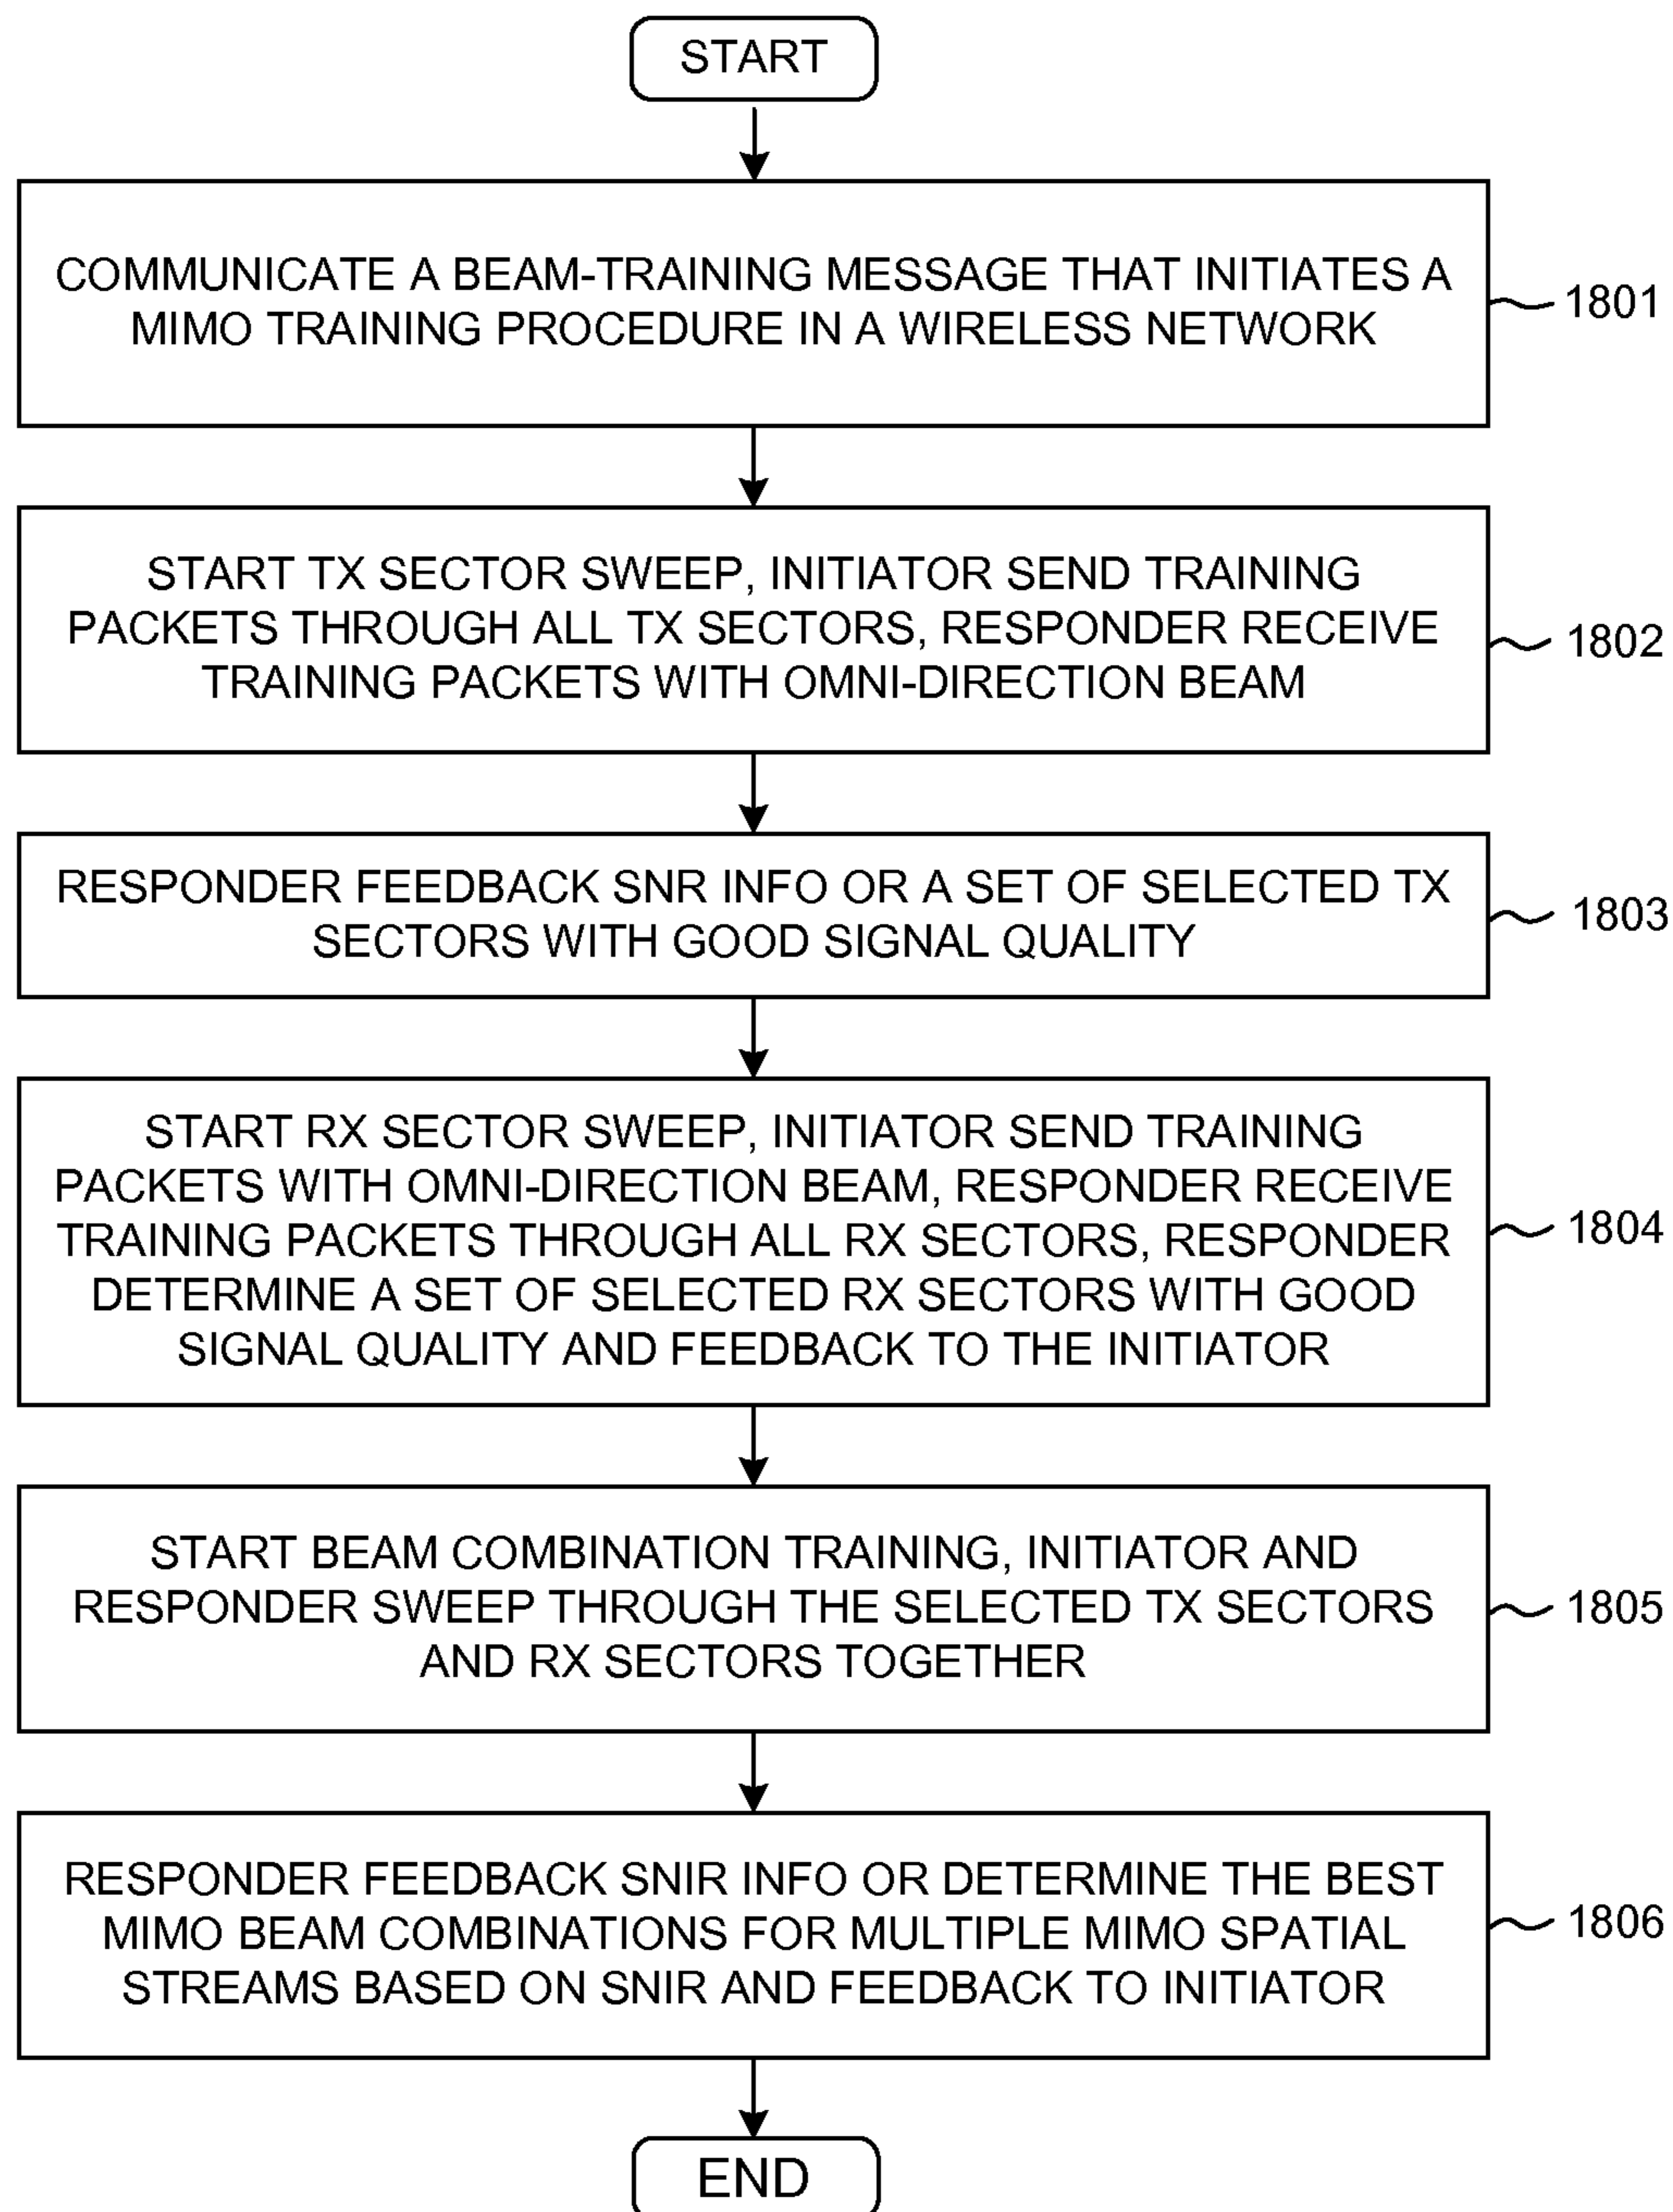 START
COMMUNICATE A BEAM-TRAINING MESSAGE THAT INITIATES A
MIMO TRAINING PROCEDURE IN A WIRELESS NETWORK
1801
START TX SECTOR SWEEP, INITIATOR SEND TRAINING
PACKETS THROUGH ALL TX SECTORS, RESPONDER RECEIVE
TRAINING PACKETS WITH OMNI-DIRECTION BEAM
1802
RESPONDER FEEDBACK SNR INFO OR A SET OF SELECTED TX
SECTORS WITH GOOD SIGNAL QUALITY
1803
START RX SECTOR SWEEP, INITIATOR SEND TRAINING
PACKETS WITH OMNI-DIRECTION BEAM, RESPONDER RECEIVE
TRAINING PACKETS THROUGH ALL RX SECTORS, RESPONDER
DETERMINE A SET OF SELECTED RX SECTORS WITH GOOD
SIGNAL QUALITY AND FEEDBACK TO THE INITIATOR
1804
START BEAM COMBINATION TRAINING, INITIATOR AND
RESPONDER SWEEP THROUGH THE SELECTED TX SECTORS
AND RX SECTORS TOGETHER
1805
RESPONDER FEEDBACK SNIR INFO OR DETERMINE THE BEST
MIMO BEAM COMBINATIONS FOR MULTIPLE MIMO SPATIAL
STREAMS BASED ON SNIR AND FEEDBACK TO INITIATOR
1806
END